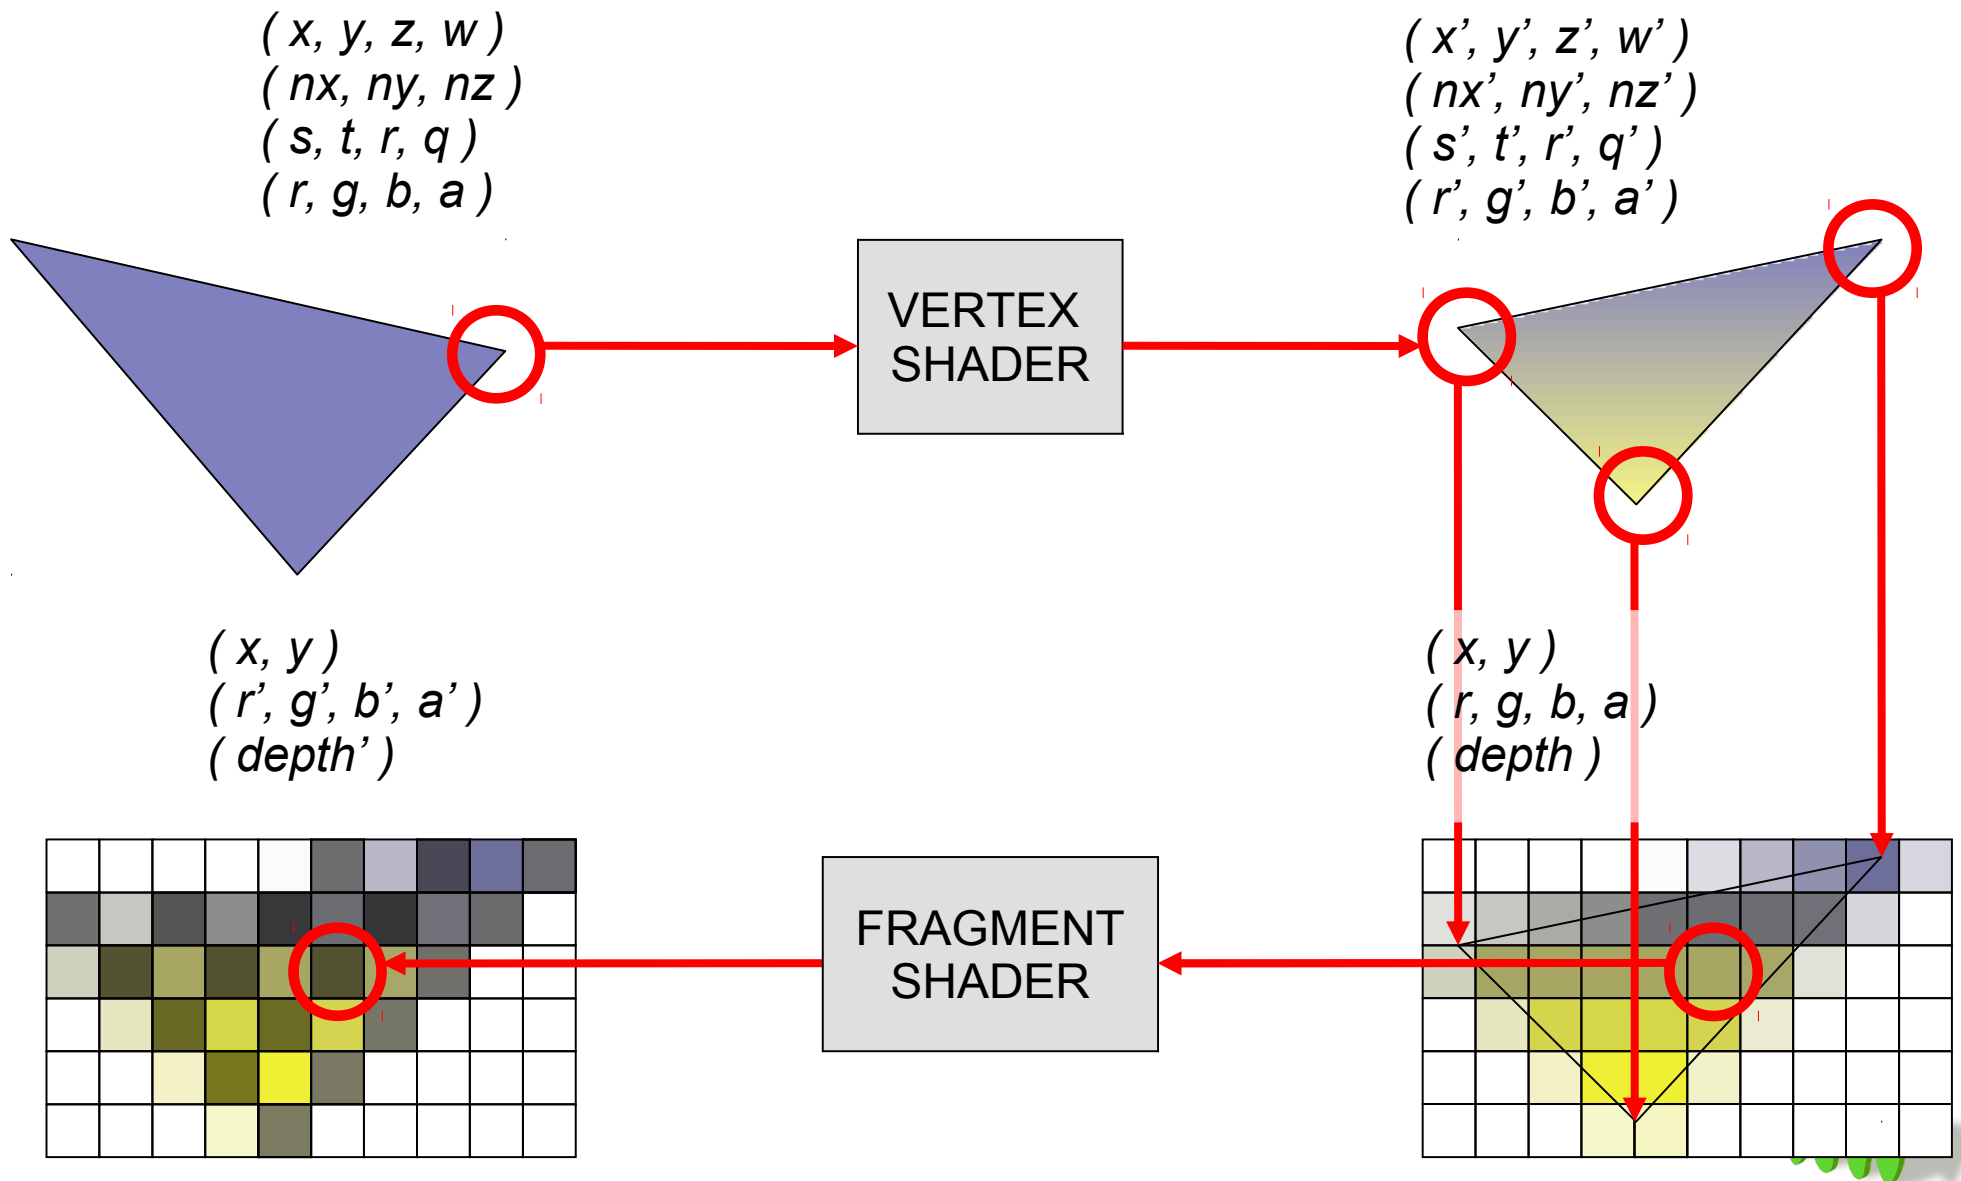 ( x, y, z, w )
( nx, ny, nz )
( s, t, r, q )
( r, g, b, a )
( x’, y’, z’, w’ )
( nx’, ny’, nz’ )
( s’, t’, r’, q’ )
( r’, g’, b’, a’ )
VERTEX
SHADER
( x, y )
( r’, g’, b’, a’ )
( depth’ )
( x, y )
( r, g, b, a )
( depth )
FRAGMENT
SHADER